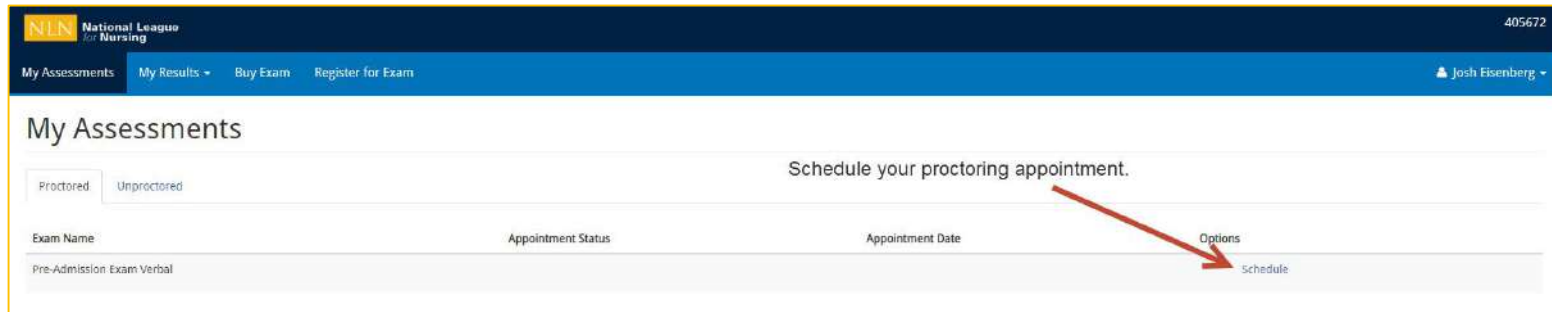 NLN National League
for Nursing
405672
My Assessments My Results Buy Exam Register for Exam Josh Eisenberg
My Assessments
Schedule your proctoring appointment.
Proctored Unproctored
Exam Name Appointment Status Appointment Date Options
Pre-Admission Exam Verbal Schedule